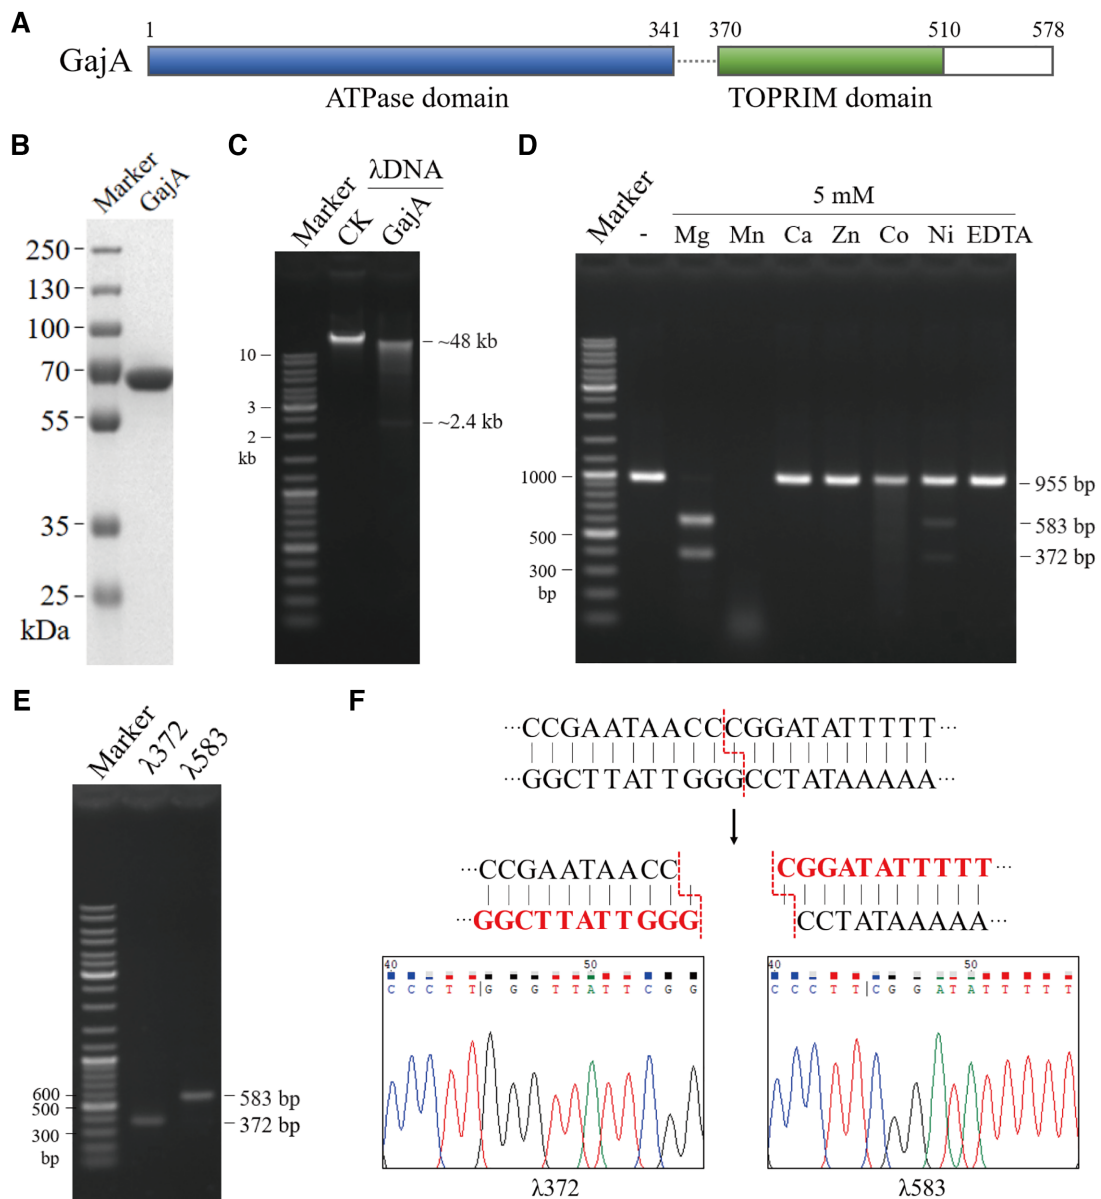 A
1 341 370 510 578
GajA
ATPase domain TOPRIM domain
B
Marker
GajA
250
130
100
70
55
35
25
kDa
C
λDNA
Marker
CK
GajA
10
3
2
kb
~48 kb
~2.4 kb
D
5 mM
Marker
- Mg Mn Ca Zn Co Ni EDTA
1000
500
300
bp
955 bp
583 bp
372 bp
E
Marker
λ372
λ583
600
500
300
bp
583 bp
372 bp
F
···CCGAATAACCCGGATATTTTT···
···GGCTTATTGGGCCTATAAAAA···
···CCGAATAACC
···GGCTTATTGGG
CGGATATTTTT···
CCTATAAAAA···
40 50
C C C T T|G G G T T A T T C G G
λ372
40 50
C C C T T|C G G A T A T T T T T
λ583